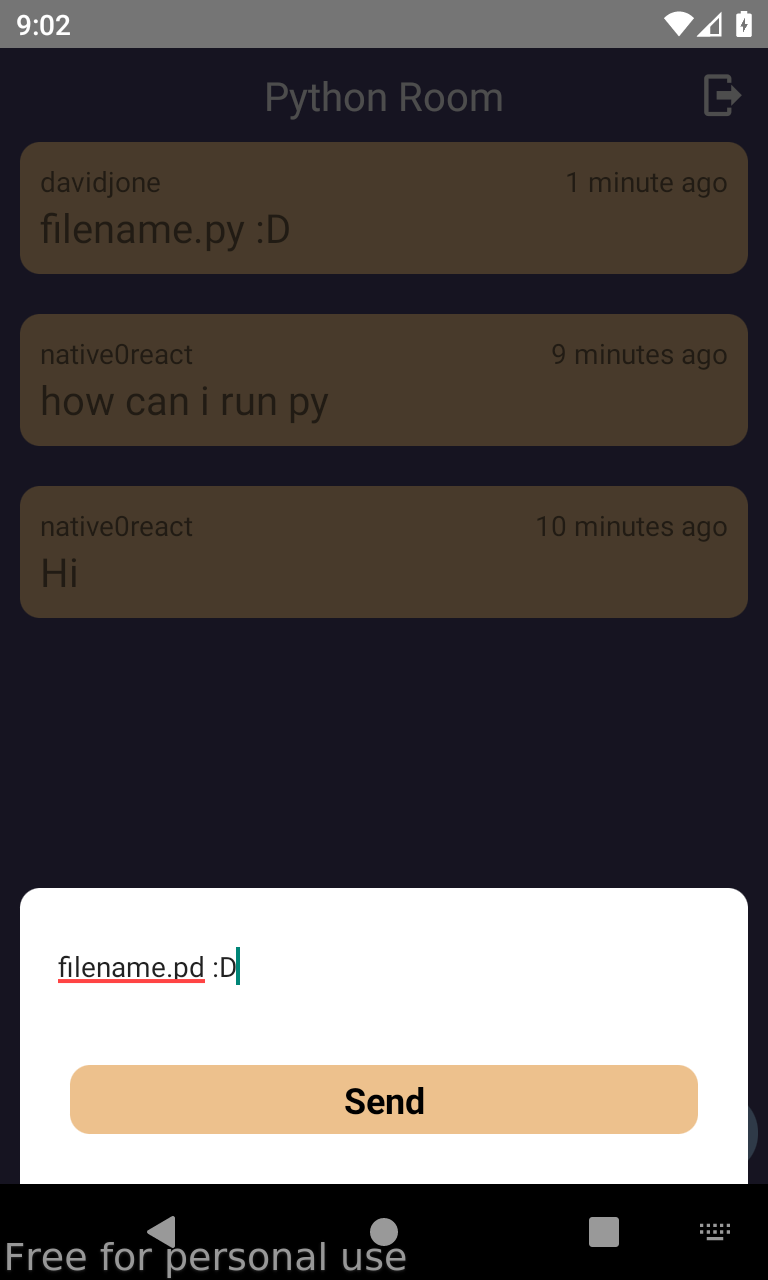 9:02
Python Room
davidjone 1 minute ago
filename.py :D
native0react 9 minutes ago
how can i run py
native0react 10 minutes ago
Hi
filename.pd :D
Send
Free for personal use